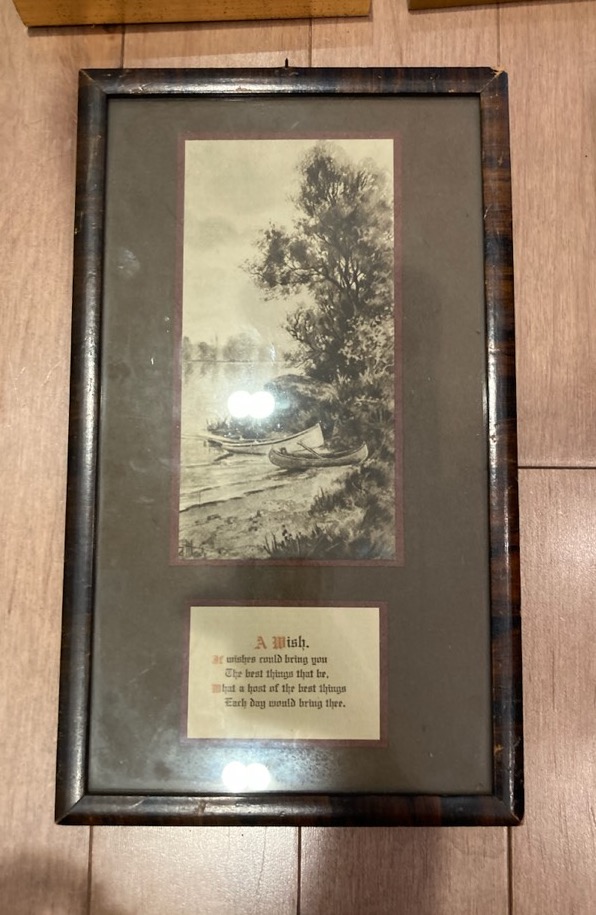 A Wish.
If wishes could bring you
The best things that be,
What a host of the best things
Each day would bring thee.